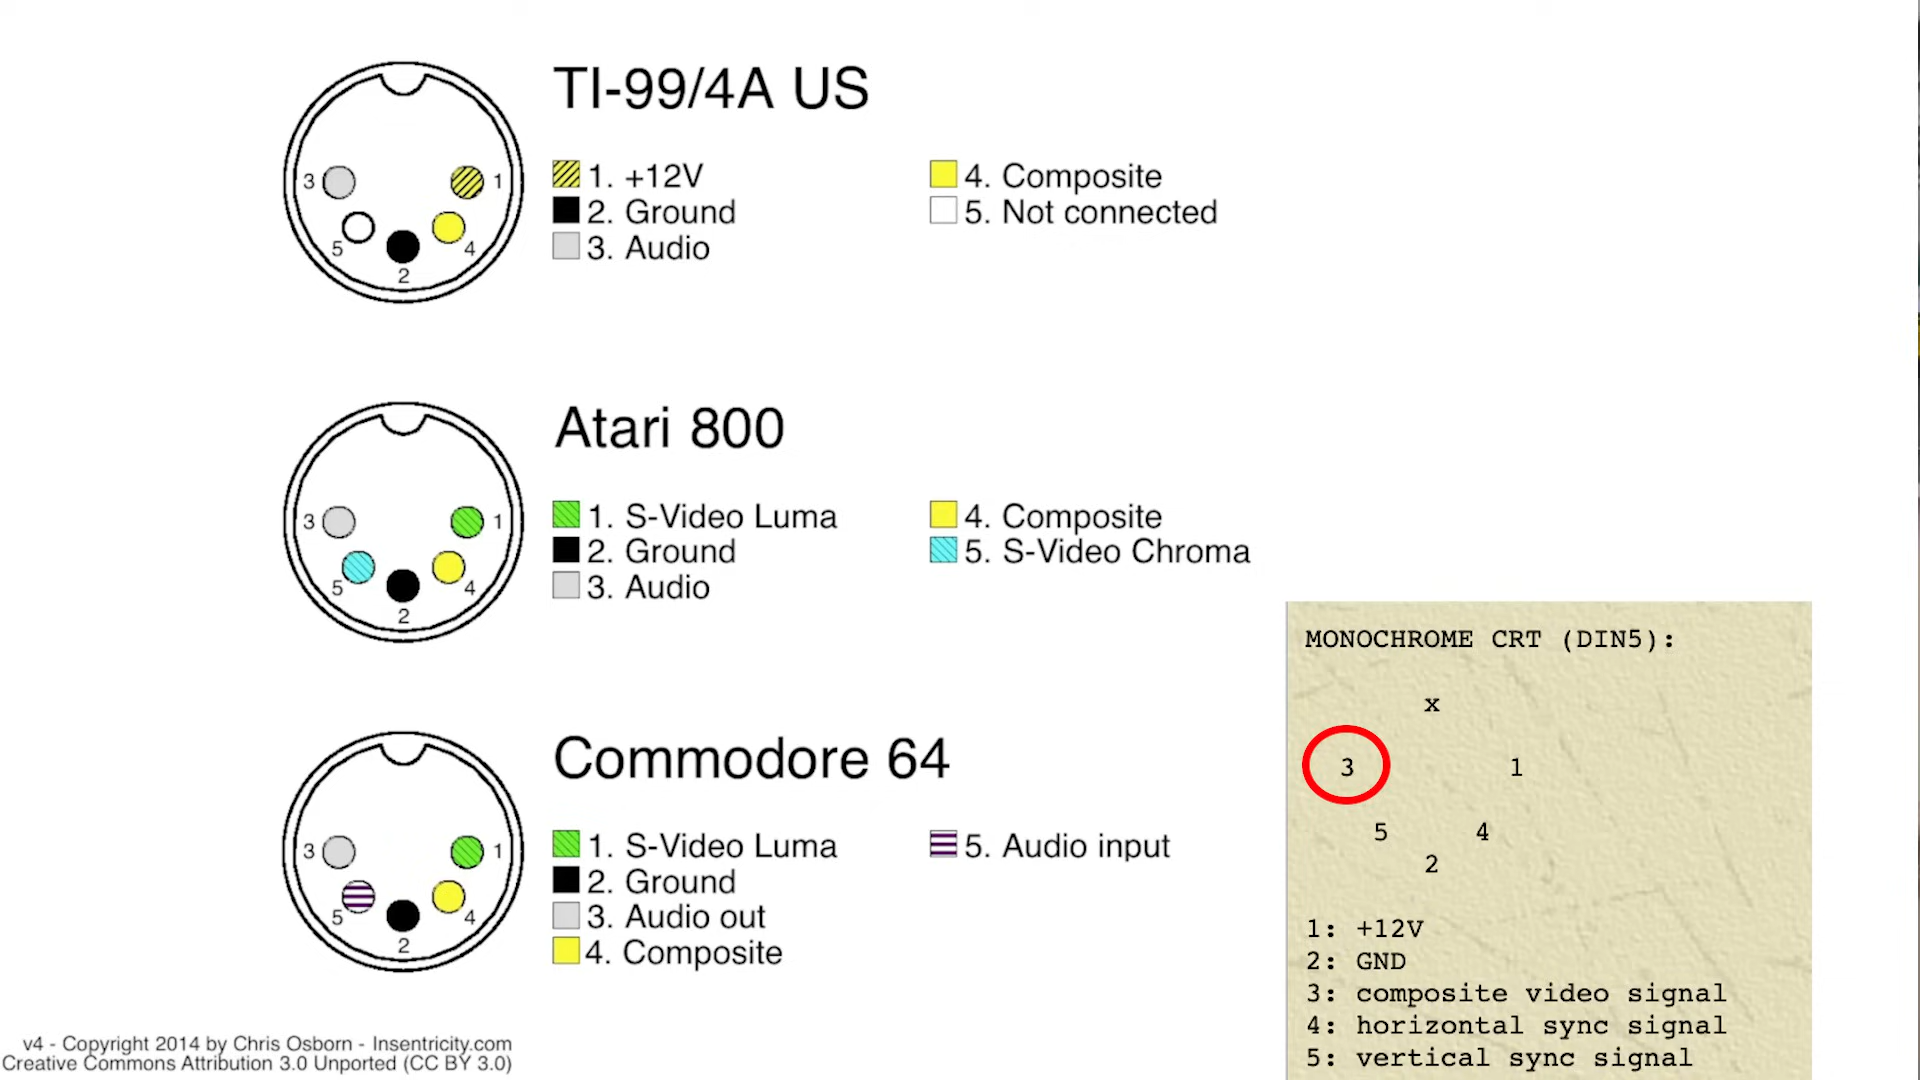 TI-99/4A US
1. +12V
2. Ground
3. Audio
4. Composite
5. Not connected
3
1
5
4
2
Atari 800
1. S-Video Luma
2. Ground
3. Audio
4. Composite
5. S-Video Chroma
3
1
5
4
2
Commodore 64
1. S-Video Luma
2. Ground
3. Audio out
4. Composite
5. Audio input
3
1
5
4
2
MONOCHROME CRT (DIN5):
x
3 1
5 4
2
1: +12V
2: GND
3: composite video signal
4: horizontal sync signal
5: vertical sync signal
v4 - Copyright 2014 by Chris Osborn - Insentricity.com
Creative Commons Attribution 3.0 Unported (CC BY 3.0)